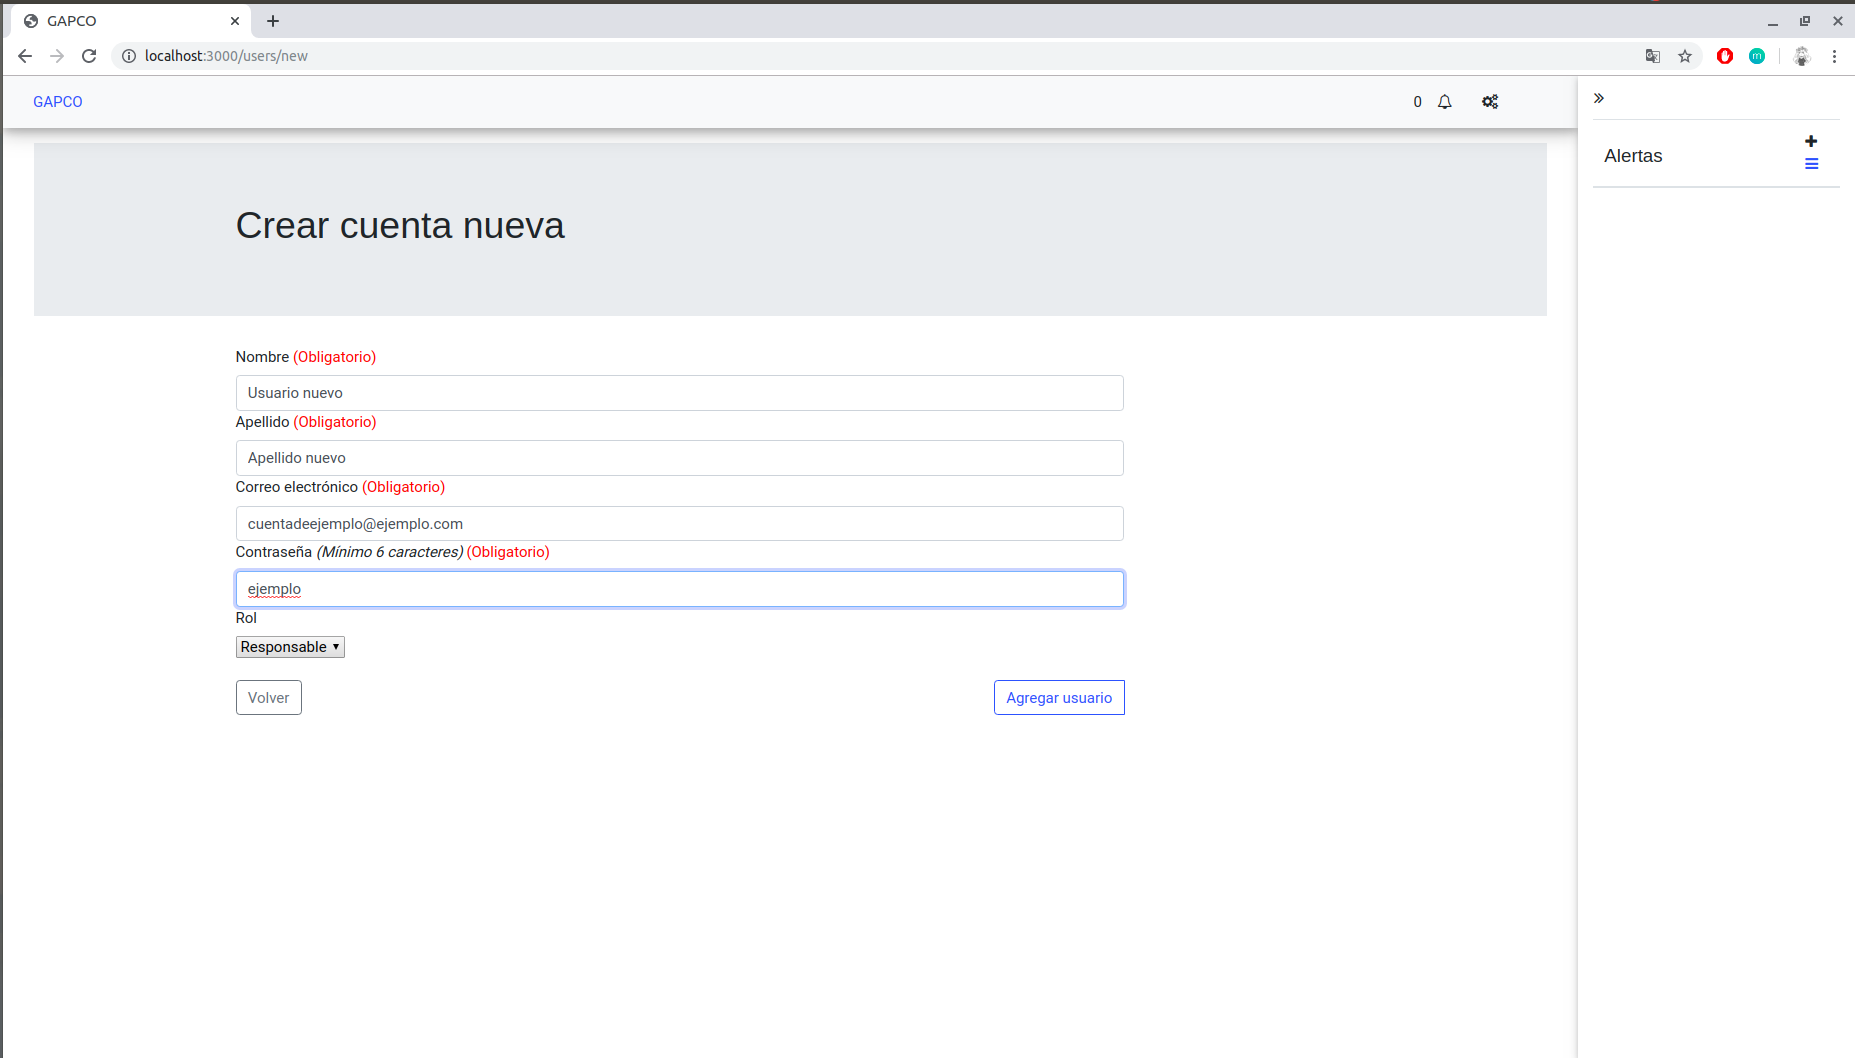 GAPCO
localhost:3000/users/new
GAPCO
0
Alertas
Crear cuenta nueva
Nombre (Obligatorio)
Usuario nuevo
Apellido (Obligatorio)
Apellido nuevo
Correo electrónico (Obligatorio)
cuentadeejemplo@ejemplo.com
Contraseña (Mínimo 6 caracteres) (Obligatorio)
ejemplo
Rol
Responsable
Volver
Agregar usuario